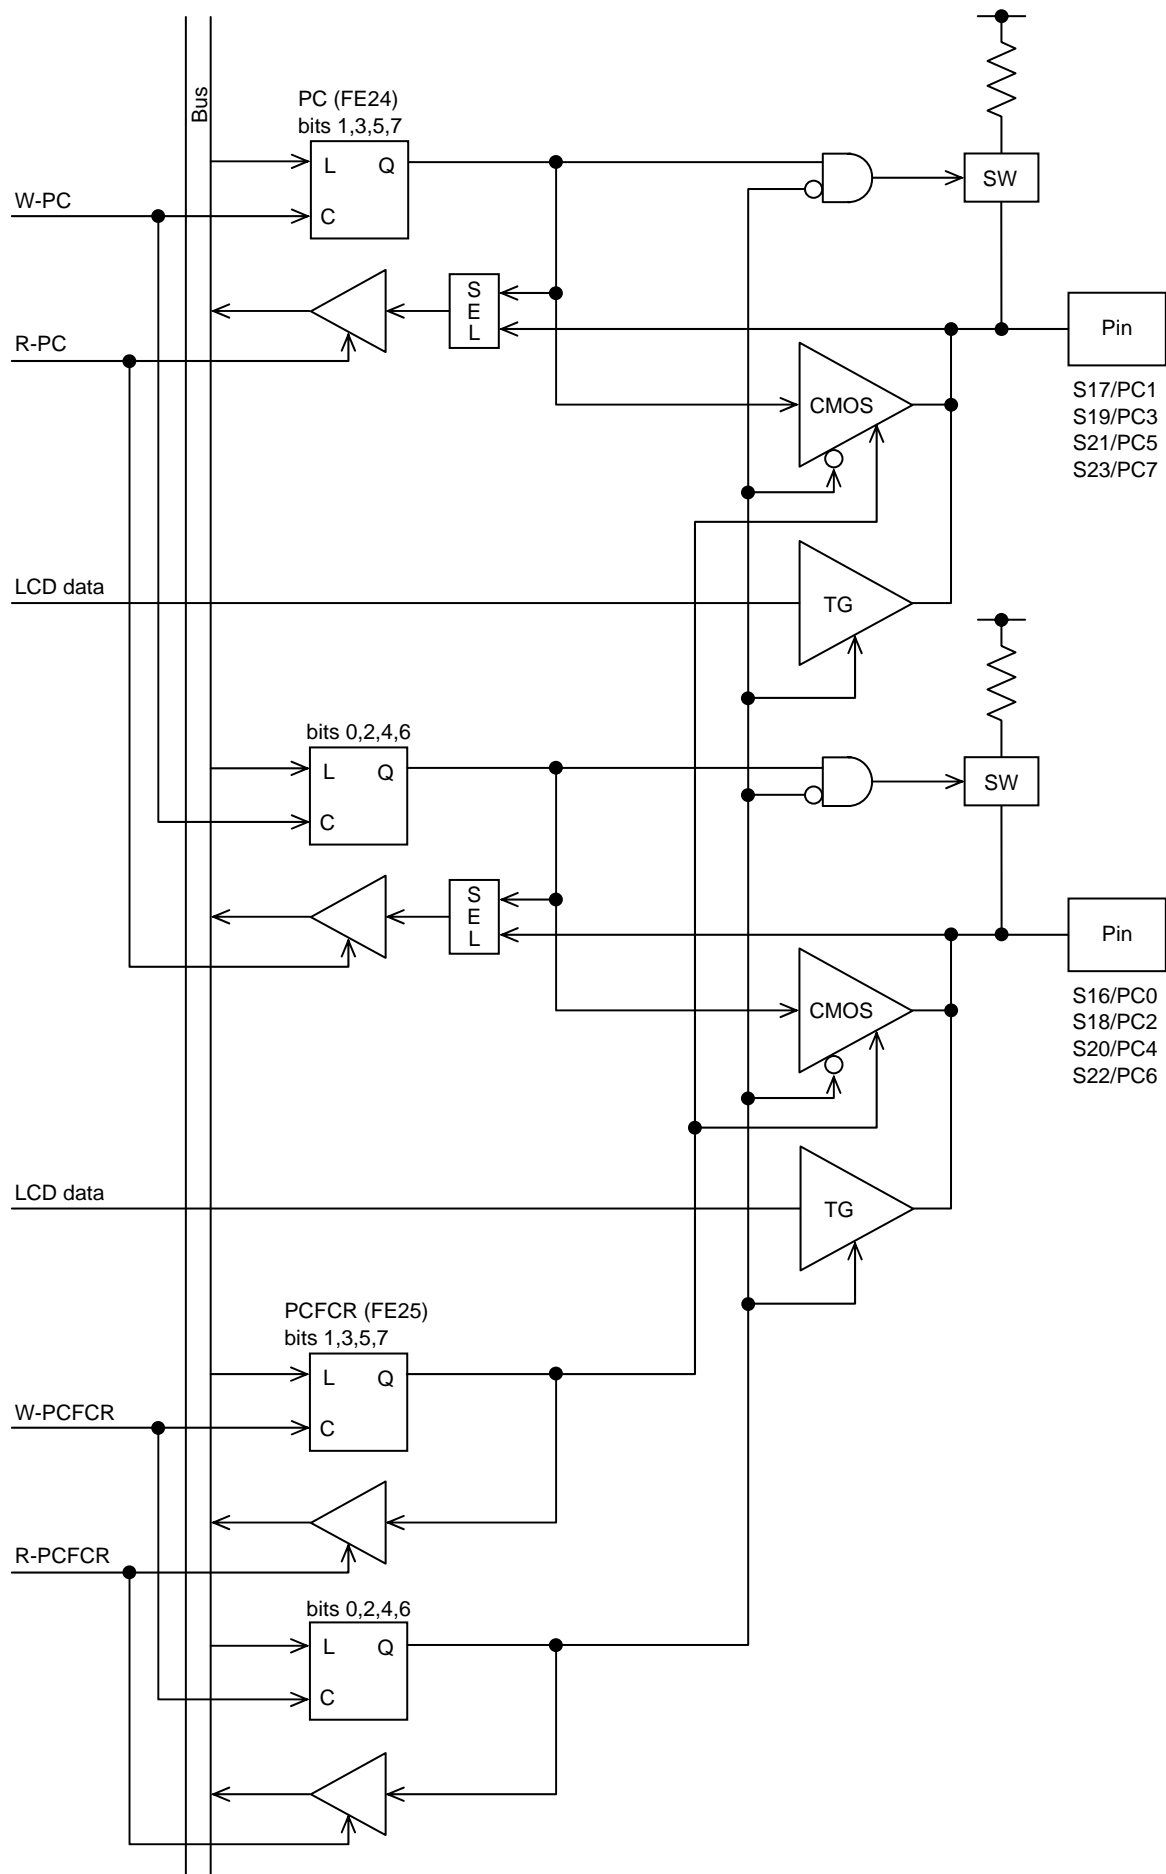 Bus
PC (FE24)
bits 1,3,5,7
L Q
C
SW
W-PC
S
E
L
R-PC
Pin
CMOS
S17/PC1
S19/PC3
S21/PC5
S23/PC7
LCD data
TG
bits 0,2,4,6
L Q
C
SW
S
E
L
Pin
CMOS
S16/PC0
S18/PC2
S20/PC4
S22/PC6
LCD data
TG
PCFCR (FE25)
bits 1,3,5,7
L Q
C
W-PCFCR
R-PCFCR
bits 0,2,4,6
L Q
C